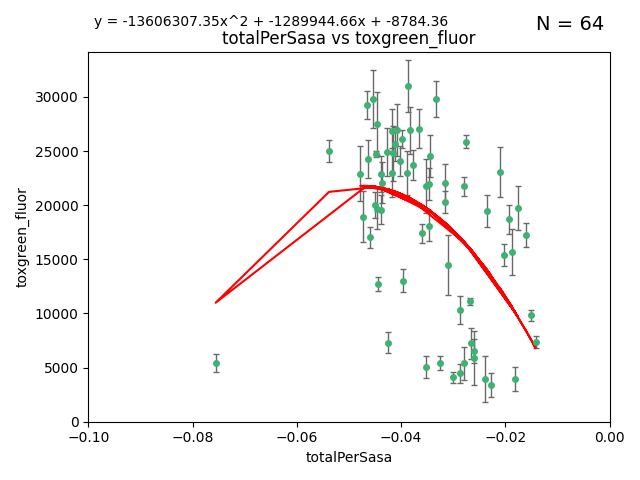 y = -13606307.35x^2 + -1289944.66x + -8784.36
N = 64
totalPerSasa vs toxgreen_fluor
30000
25000
20000
15000
10000
5000
0
toxgreen_fluor
−0.10
−0.08
−0.06
−0.04
−0.02
0.00
totalPerSasa